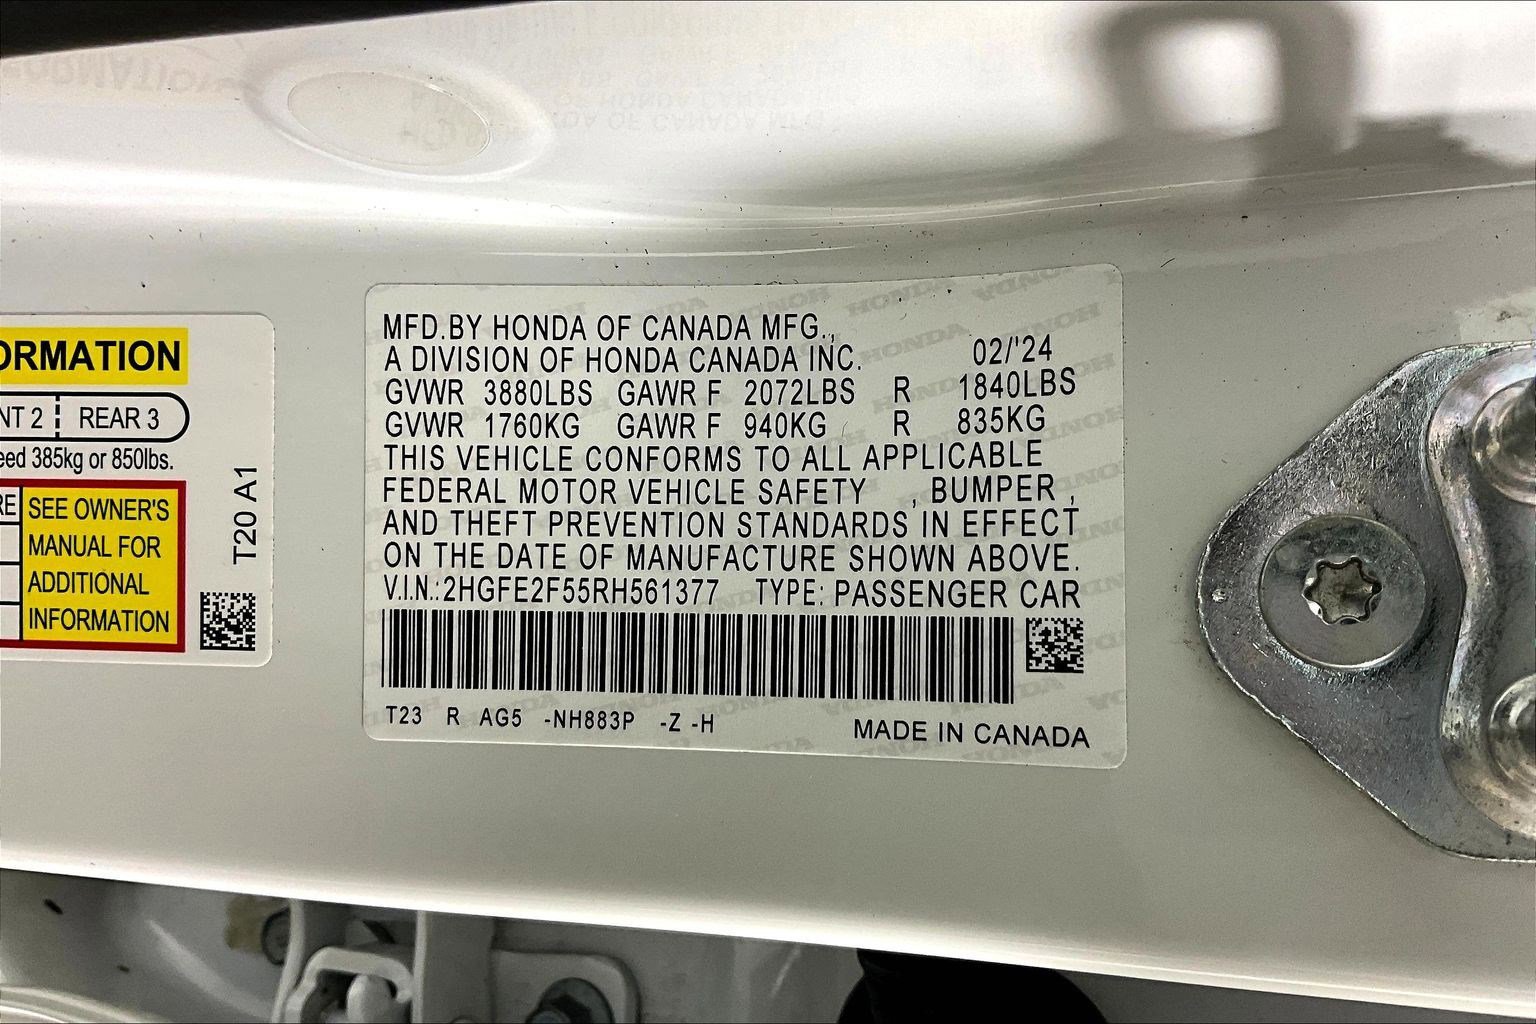 ORMATION
NT 2 REAR 3
eed 385kg or 850lbs.
RE
SEE OWNER'S
MANUAL FOR
ADDITIONAL
INFORMATION
T20 A1
MFD.BY HONDA OF CANADA MFG.,
A DIVISION OF HONDA CANADA INC. 02/'24
GVWR 3880LBS GAWR F 2072LBS R 1840LBS
GVWR 1760KG GAWR F 940KG R 835KG
THIS VEHICLE CONFORMS TO ALL APPLICABLE
FEDERAL MOTOR VEHICLE SAFETY , BUMPER ,
AND THEFT PREVENTION STANDARDS IN EFFECT
ON THE DATE OF MANUFACTURE SHOWN ABOVE.
V.I.N.:2HGFE2F55RH561377 TYPE: PASSENGER CAR
T23 R AG5 -NH883P -Z -H
MADE IN CANADA